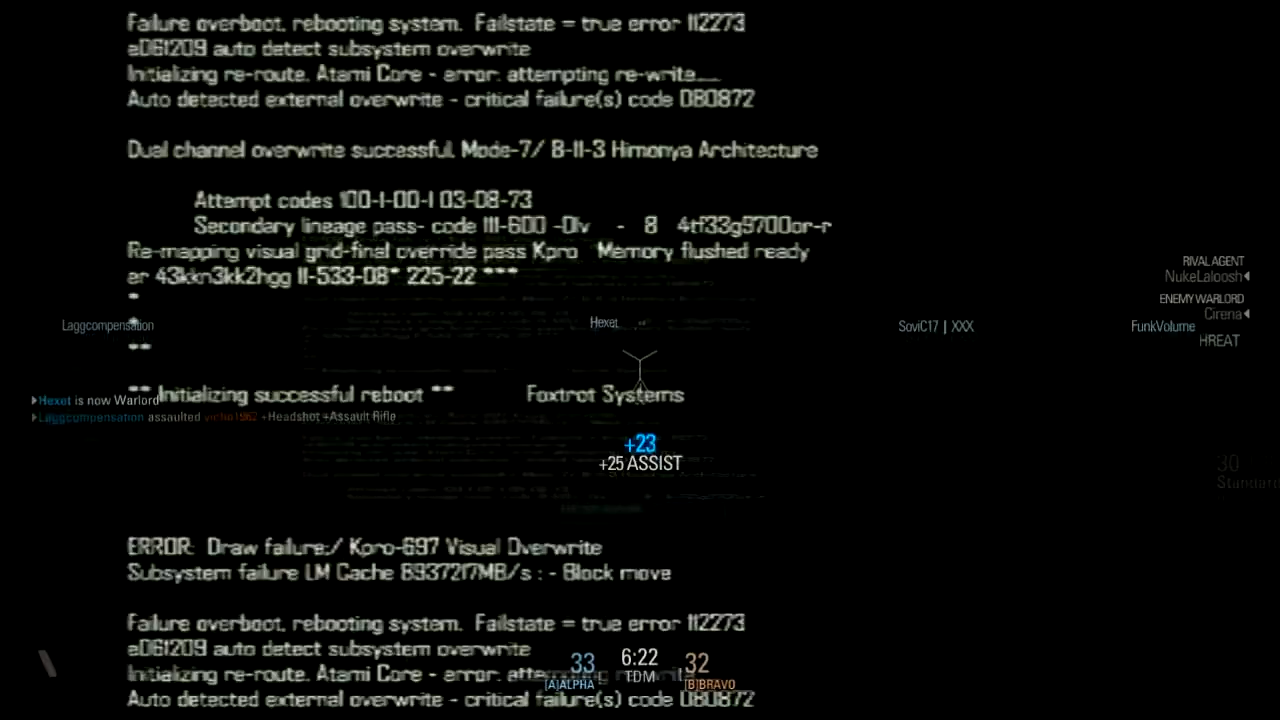 Failure overboot, rebooting system. Failstate = true error 112273
e061209 auto detect subsystem overwrite
Initializing re-route. Atami Core - error: attempting re-write.....
Auto detected external overwrite - critical failure(s) code 080872
Dual channel overwrite successful. Mode-7/ B-11-3 Himonya Architecture
Attempt codes 100-1-00-1 03-08-73
Secondary lineage pass- code 111-600 -01v - 8 4tf33g9700or-r
Re-mapping visual grid-final override pass Kpro Memory flushed ready
er 43kkn3kk2hgg 11-533-08* 225-22 ***
*
RIVAL AGENT
NukeLaloosh
ENEMY WARLORD
Cirena
*
Laggcompensation
Hexet
SoviC17 | XXX
FunkVolume
HREAT
**
** Initializing successful reboot ** Foxtrot Systems
Hexet is now Warlord
Laggcompensation assaulted +Headshot +Assault Rifle
+23
+25 ASSIST
30
Standard
ERROR: Draw failure:/ Kpro-697 Visual Overwrite
Subsystem failure LM Cache 8937217MB/s : - Block move
Failure overboot, rebooting system. Failstate = true error 112273
e061209 auto detect subsystem overwrite
33 6:22 32
[A]ALPHA TDM [B]BRAVO
Initializing re-route. Atami Core - error: attempting re-write
Auto detected external overwrite - critical failure(s) code 080872